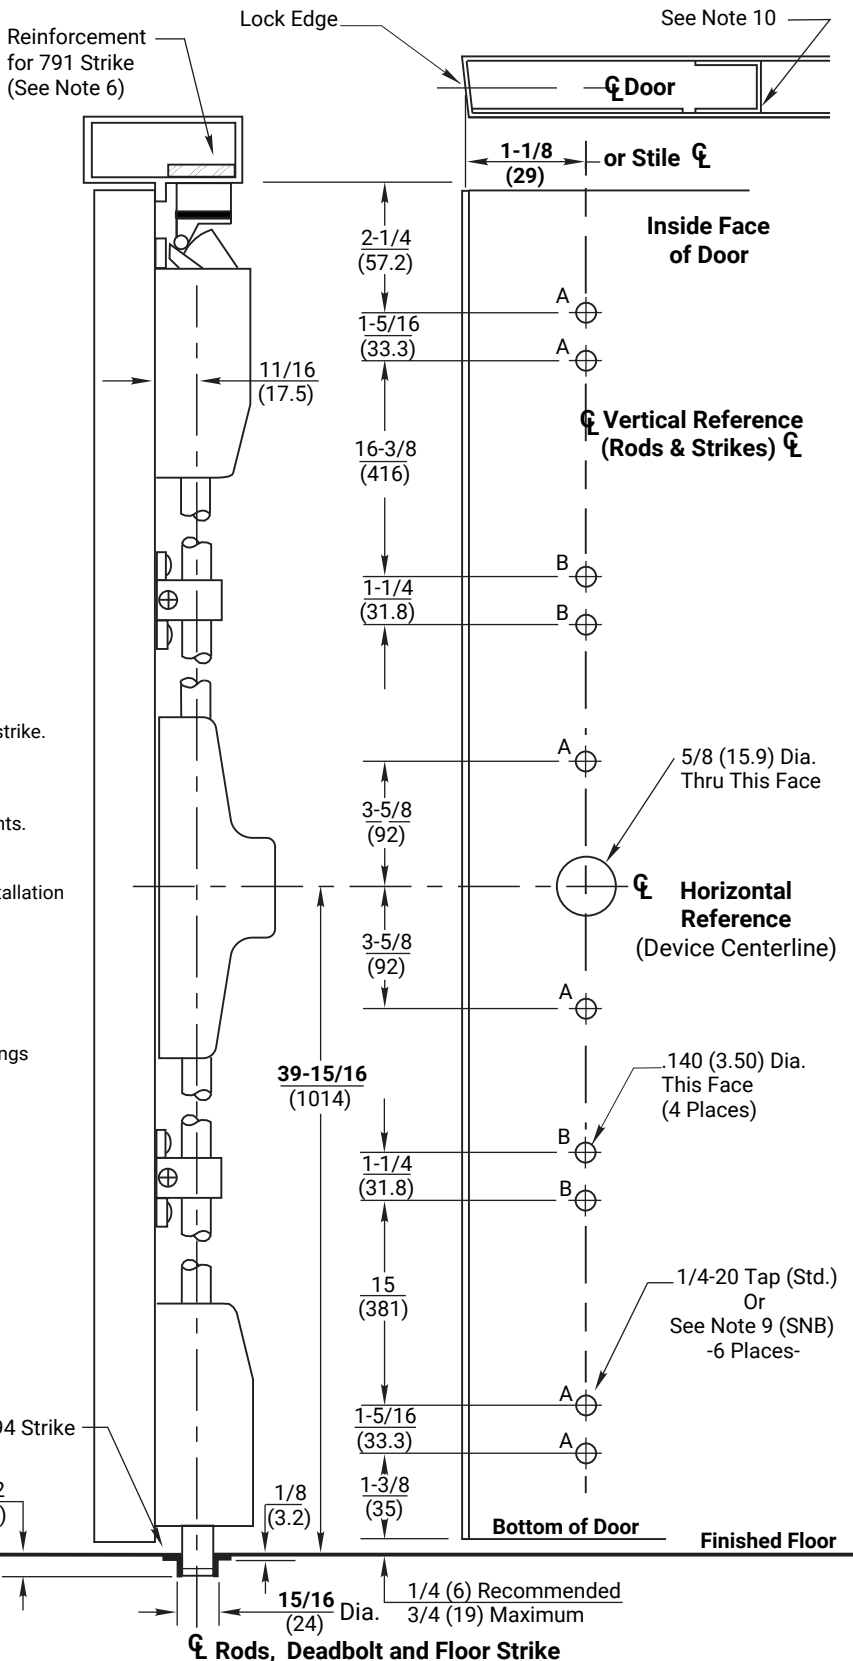 Lock Edge
See Note 10
Reinforcement
for 791 Strike
(See Note 6)
℄ Door
1-1/8
(29)
or Stile ℄
Inside Face
of Door
2-1/4
(57.2)
A
1-5/16
(33.3)
A
11/16
(17.5)
℄ Vertical Reference
(Rods & Strikes) ℄
16-3/8
(416)
B
1-1/4
(31.8)
B
strike.
A
5/8 (15.9) Dia.
Thru This Face
3-5/8
(92)
nts.
tallation
℄ Horizontal
Reference
(Device Centerline)
3-5/8
(92)
A
ngs
39-15/16
(1014)
.140 (3.50) Dia.
This Face
(4 Places)
B
1-1/4
(31.8)
B
15
(381)
1/4-20 Tap (Std.)
Or
See Note 9 (SNB)
-6 Places-
A
1-5/16
(33.3)
A
94 Strike
2
)
1/8
(3.2)
1-3/8
(35)
Bottom of Door
Finished Floor
15/16
(24) Dia.
1/4 (6) Recommended
3/4 (19) Maximum
℄ Rods, Deadbolt and Floor Strike